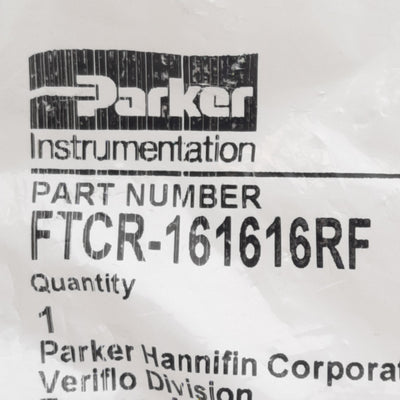 Parker
Instrumentation
PART NUMBER
FTCR-161616RF
Quantity
1
Parker Hannifin Corporat
Veriflo Division